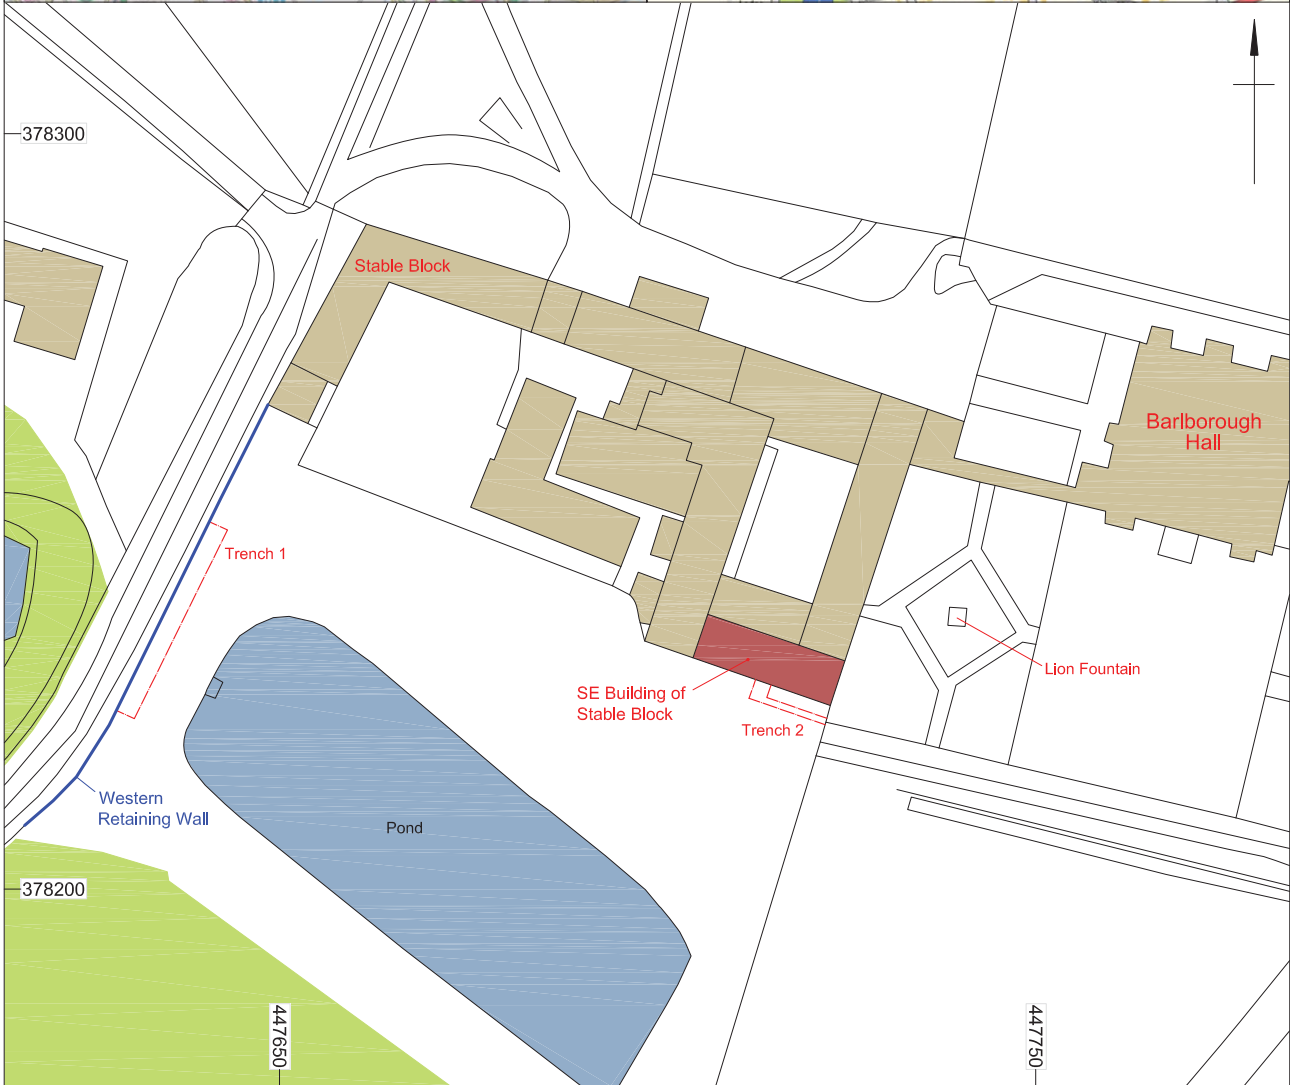 378300
Stable Block
Barlborough
Hall
Trench 1
Lion Fountain
SE Building of
Stable Block
Trench 2
Western
Retaining Wall
Pond
378200
447650
447750